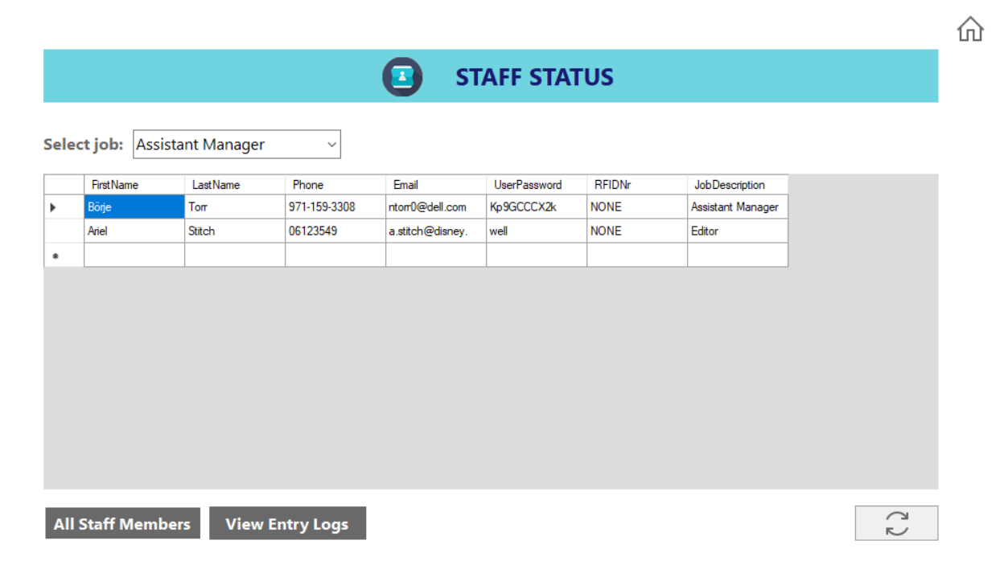 STAFF STATUS
Select job: Assistant Manager
FirstName LastName Phone Email UserPassword RFIDNr JobDescription
Börje Torr 971-159-3308 ntorr0@dell.com Kp9GCCCX2k NONE Assistant Manager
Ariel Stitch 06123549 a.stitch@disney. well NONE Editor
All Staff Members View Entry Logs